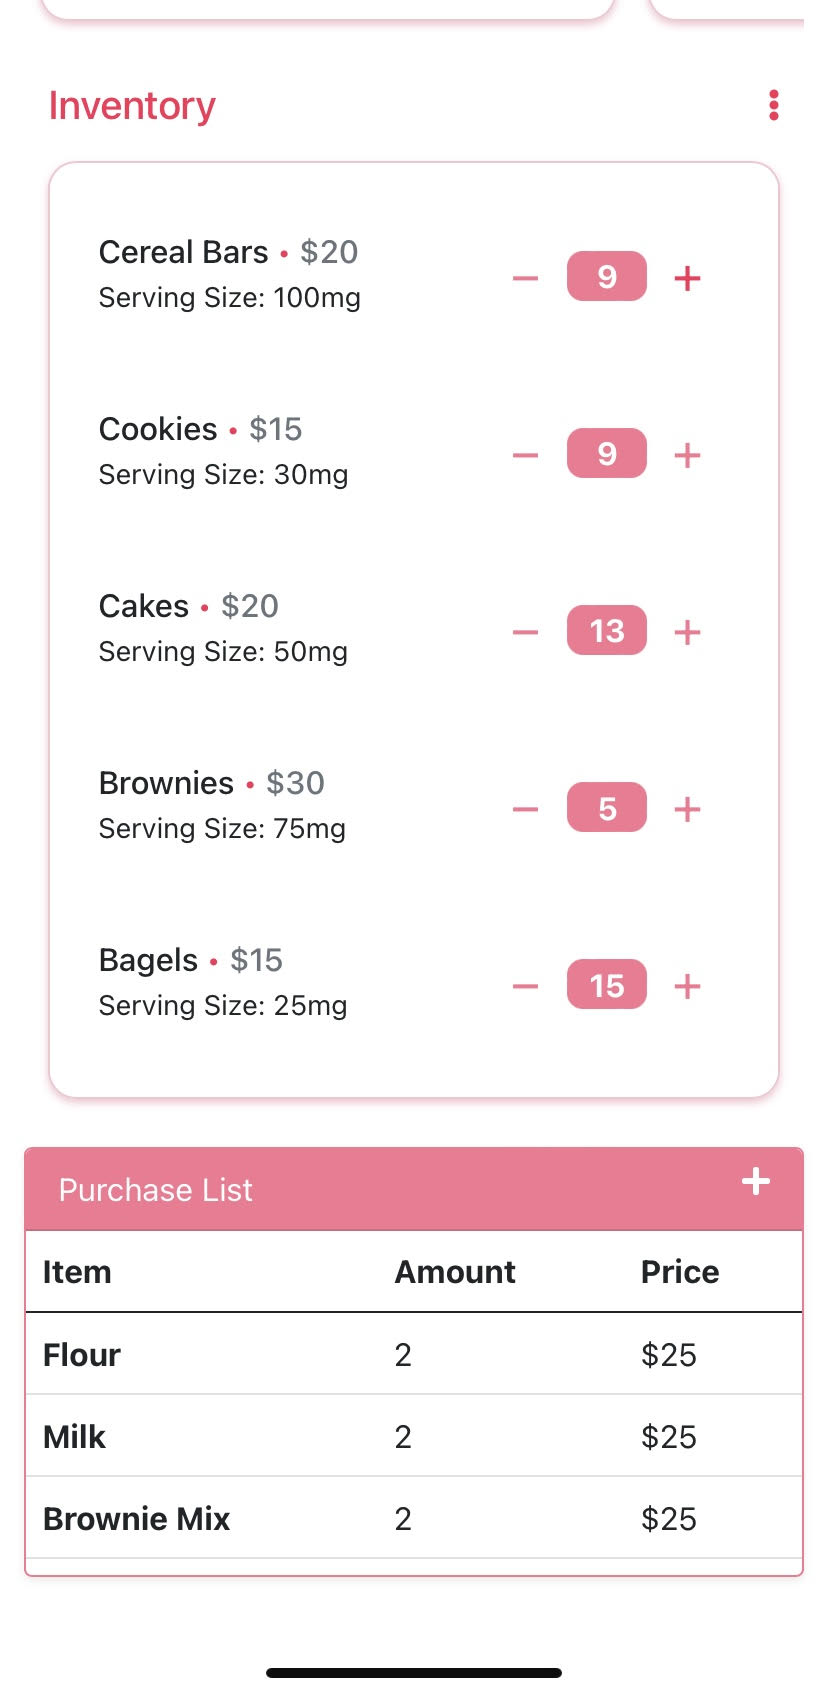 Inventory
Cereal Bars • $20
Serving Size: 100mg
− 9 +
Cookies • $15
Serving Size: 30mg
− 9 +
Cakes • $20
Serving Size: 50mg
− 13 +
Brownies • $30
Serving Size: 75mg
− 5 +
Bagels • $15
Serving Size: 25mg
− 15 +
Purchase List +
Item Amount Price
Flour 2 $25
Milk 2 $25
Brownie Mix 2 $25